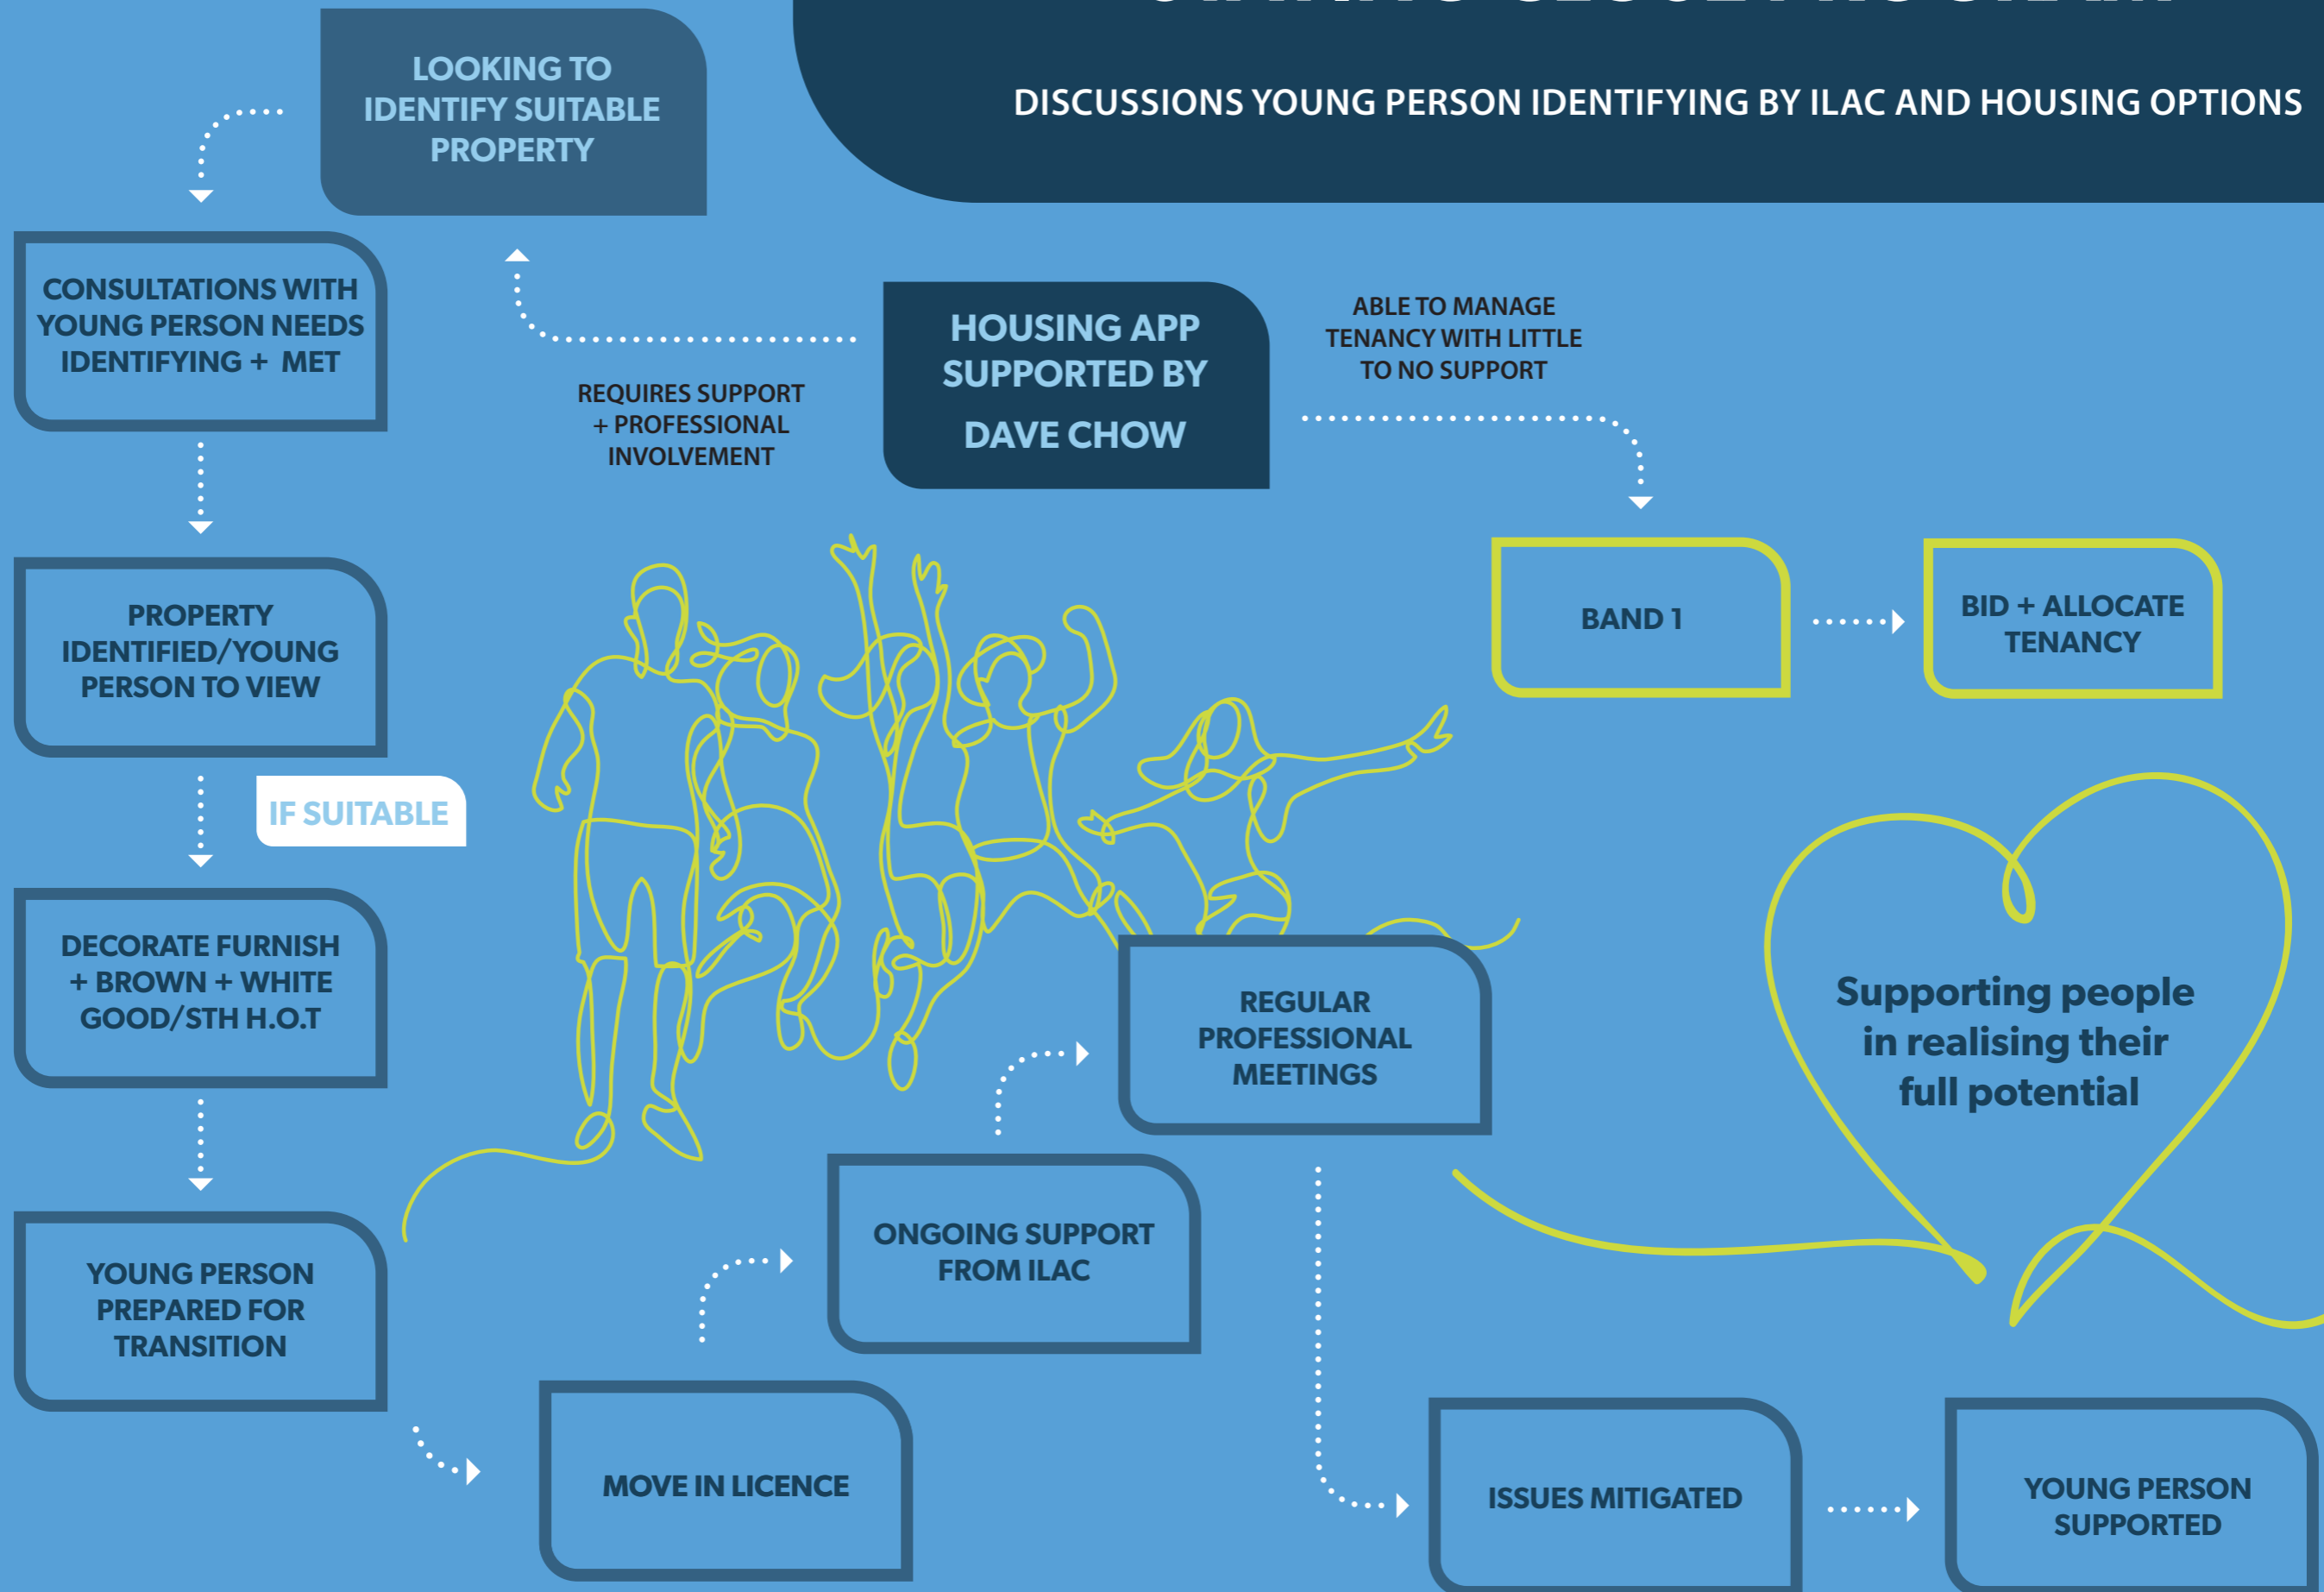 DISCUSSIONS YOUNG PERSON IDENTIFYING BY ILAC AND HOUSING OPTIONS
HOUSING APP
SUPPORTED BY
DAVE CHOW
REQUIRES SUPPORT
+ PROFESSIONAL
INVOLVEMENT
LOOKING TO
IDENTIFY SUITABLE
PROPERTY
CONSULTATIONS WITH
YOUNG PERSON NEEDS
IDENTIFYING + MET
PROPERTY
IDENTIFIED/YOUNG
PERSON TO VIEW
IF SUITABLE
DECORATE FURNISH
+ BROWN + WHITE
GOOD/STH H.O.T
YOUNG PERSON
PREPARED FOR
TRANSITION
MOVE IN LICENCE
ONGOING SUPPORT
FROM ILAC
REGULAR
PROFESSIONAL
MEETINGS
ISSUES MITIGATED
YOUNG PERSON
SUPPORTED
ABLE TO MANAGE
TENANCY WITH LITTLE
TO NO SUPPORT
BAND 1
BID + ALLOCATE
TENANCY
Supporting people
in realising their
full potential